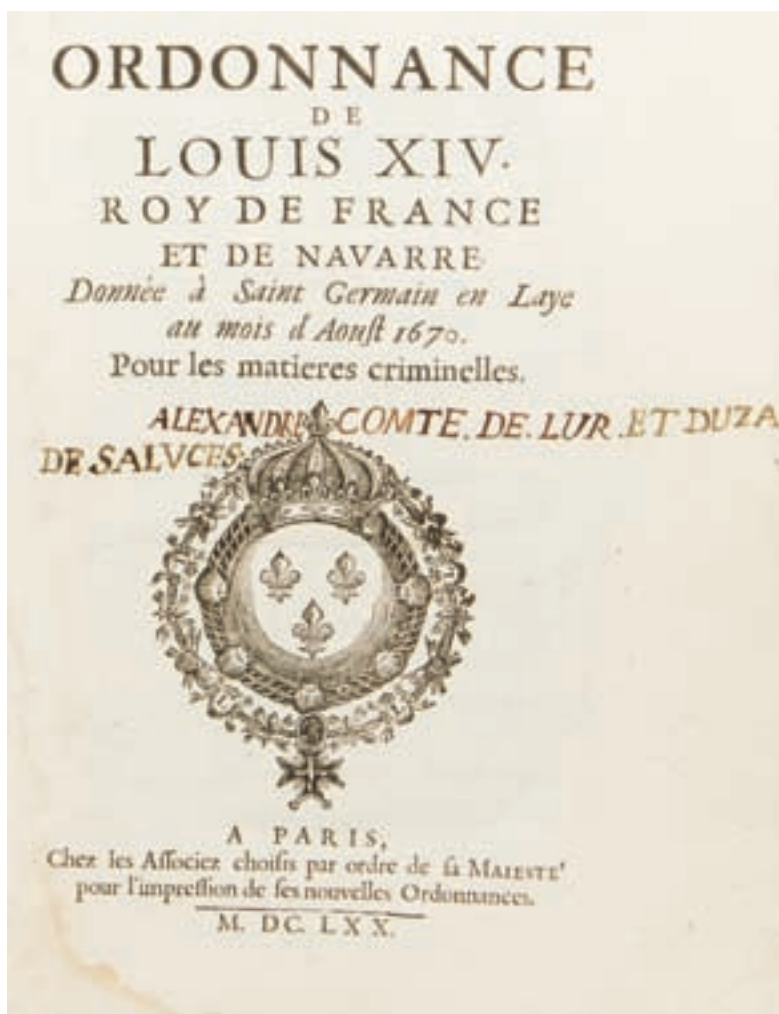 ORDONNANCE
DE
LOUIS XIV.
ROY DE FRANCE
ET DE NAVARRE
Donnée à Saint Germain en Laye
au mois d'Aouſt 1670.
Pour les matieres criminelles.
ALEXANDRE COMTE. DE. LUR. ET DUZA
DE SALVCES
A PARIS,
Chez les Aſſociez choiſis par ordre de ſa MAIESTE'
pour l'impreſſion de ſes nouvelles Ordonnances.
M. DC. LXX.